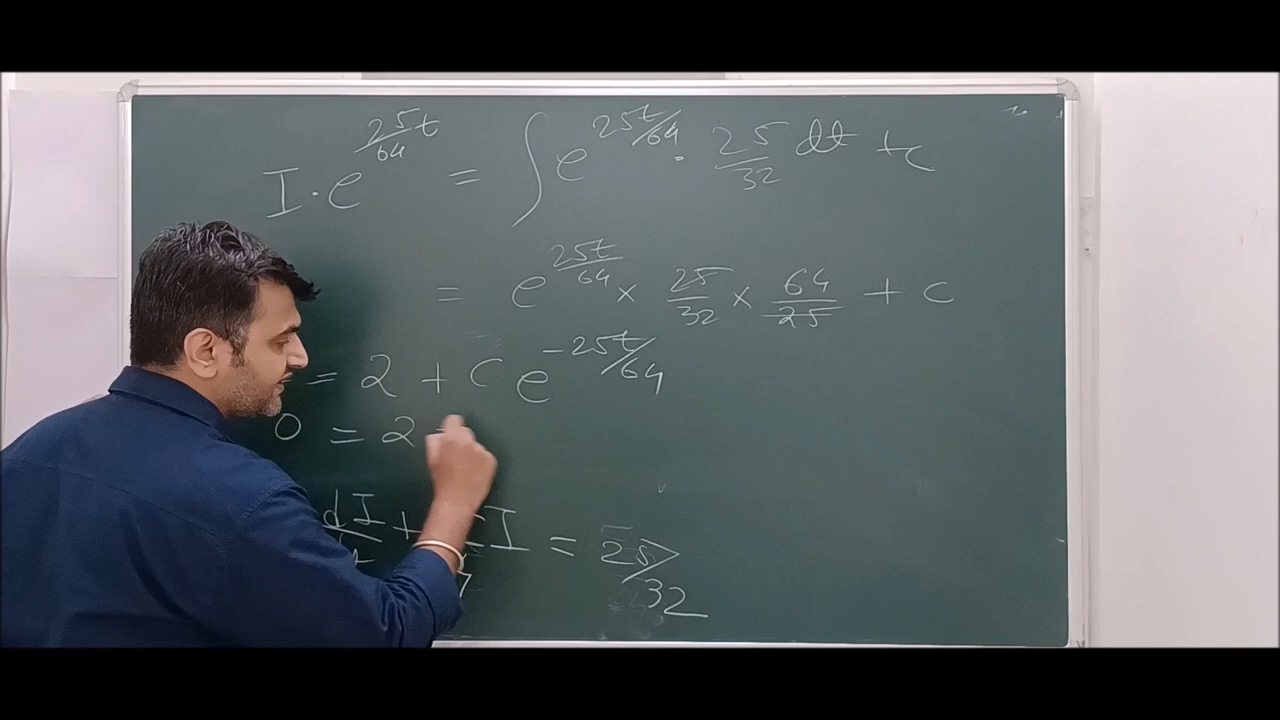 I · e^{25t/64} = ∫ e^{25t/64} · 25/32 dt + c
= e^{25t/64} × 25/32 × 64/25 + c
= 2 + C e^{-25t/64}
0 = 2
dI + I = 25/32